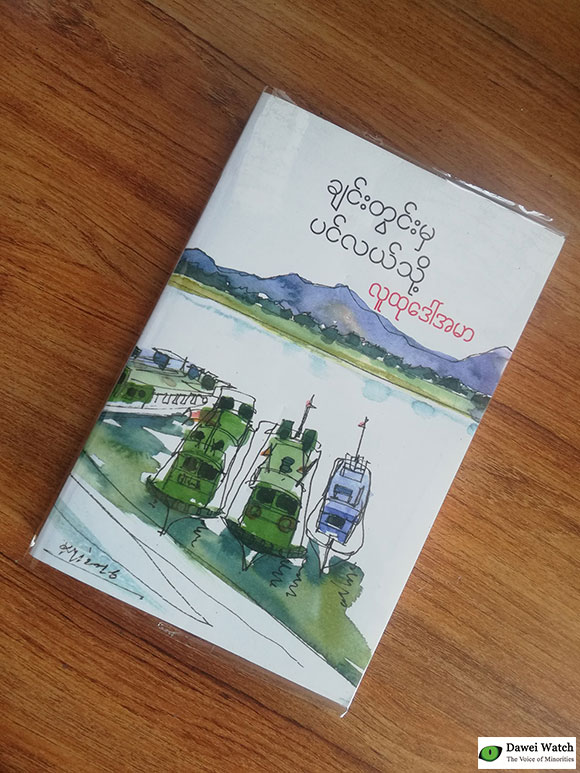 ချင်းတွင်းမှ
ပင်လယ်သို့
လူထုဒေါ်အမာ
Dawei Watch
The Voice of Minorities